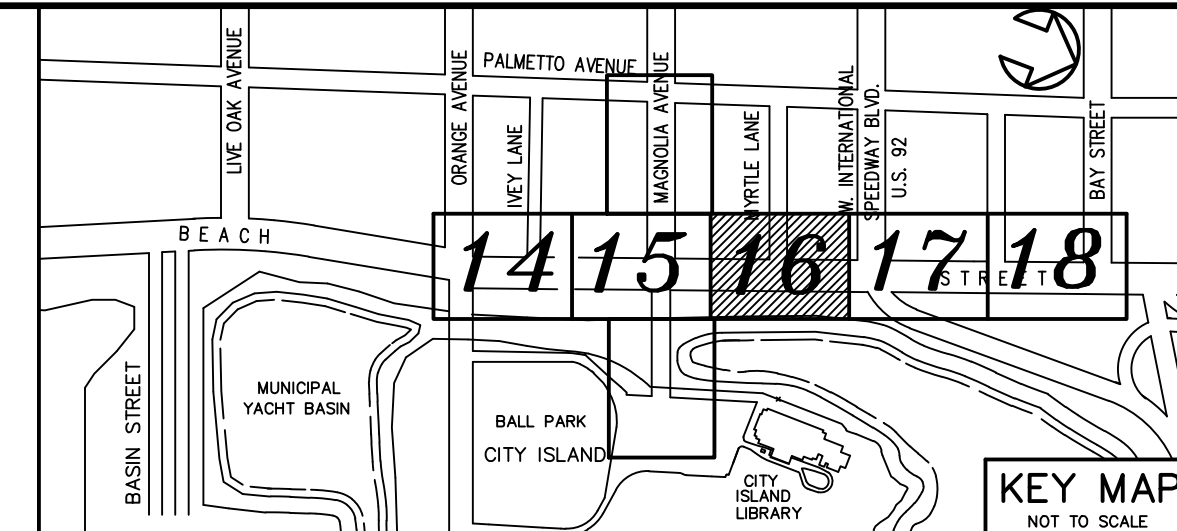 PALMETTO AVENUE
LIVE OAK AVENUE
ORANGE AVENUE
IVEY LANE
MAGNOLIA AVENUE
MYRTLE LANE
W. INTERNATIONAL
SPEEDWAY BLVD.
U.S. 92
BAY STREET
BEACH
STREET
14
15
16
17
18
BASIN STREET
MUNICIPAL
YACHT BASIN
BALL PARK
CITY ISLAND
CITY
ISLAND
LIBRARY
KEY MAP
NOT TO SCALE